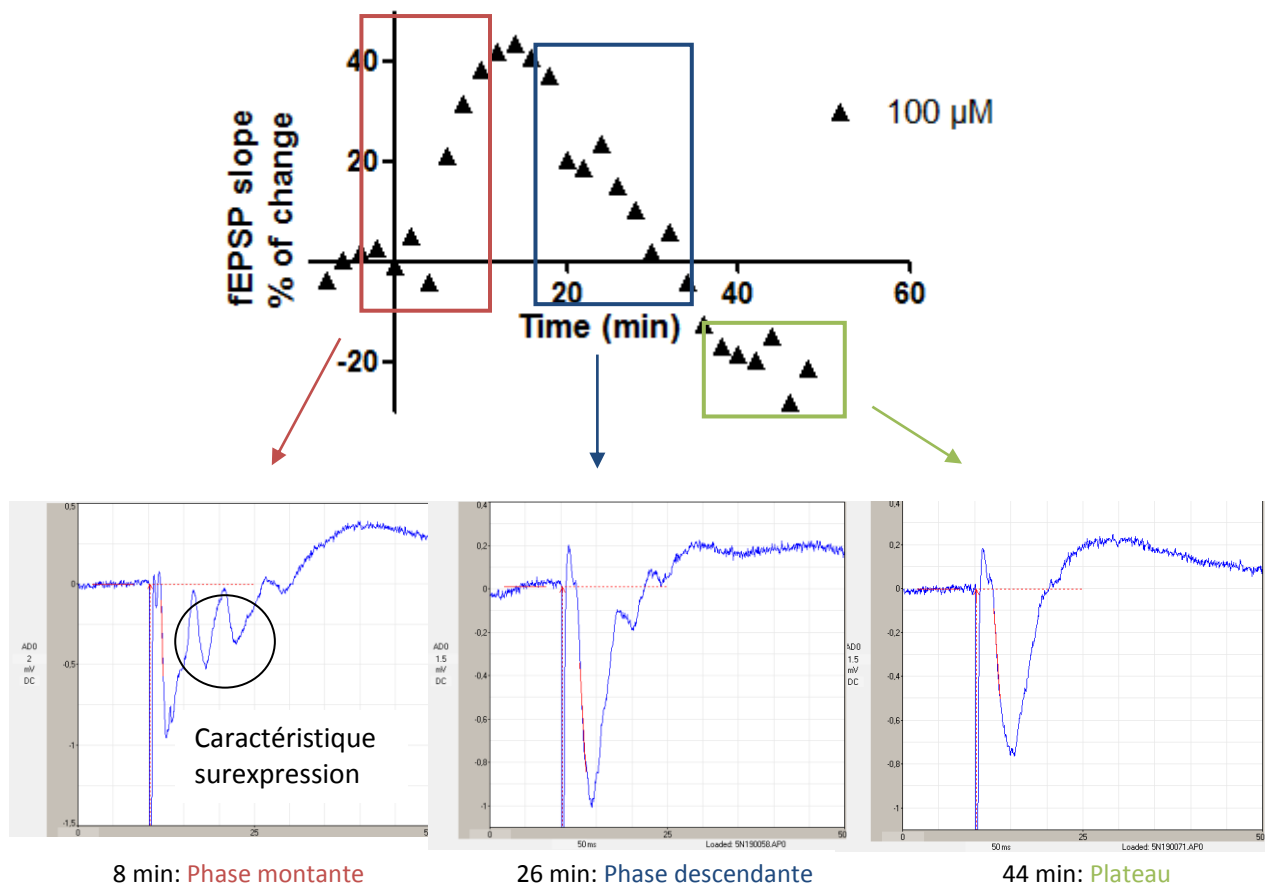 40
20
-20
fEPSP slope
% of change
20
40
60
Time (min)
100 µM
0,5
0
-0,5
-1
-1,5
AD0
2
mV
DC
Caractéristique
surexpression
0
25
0,4
0,2
0
-0,2
-0,4
-0,6
-0,8
-1
AD0
1.5
mV
DC
0
25
50
50 ms
Loaded: 5N190058.AP0
0,4
0,2
0
-0,2
-0,4
-0,6
-0,8
-1
AD0
1.5
mV
DC
0
25
50
50 ms
Loaded: 5N190071.AP0
8 min: Phase montante
26 min: Phase descendante
44 min: Plateau